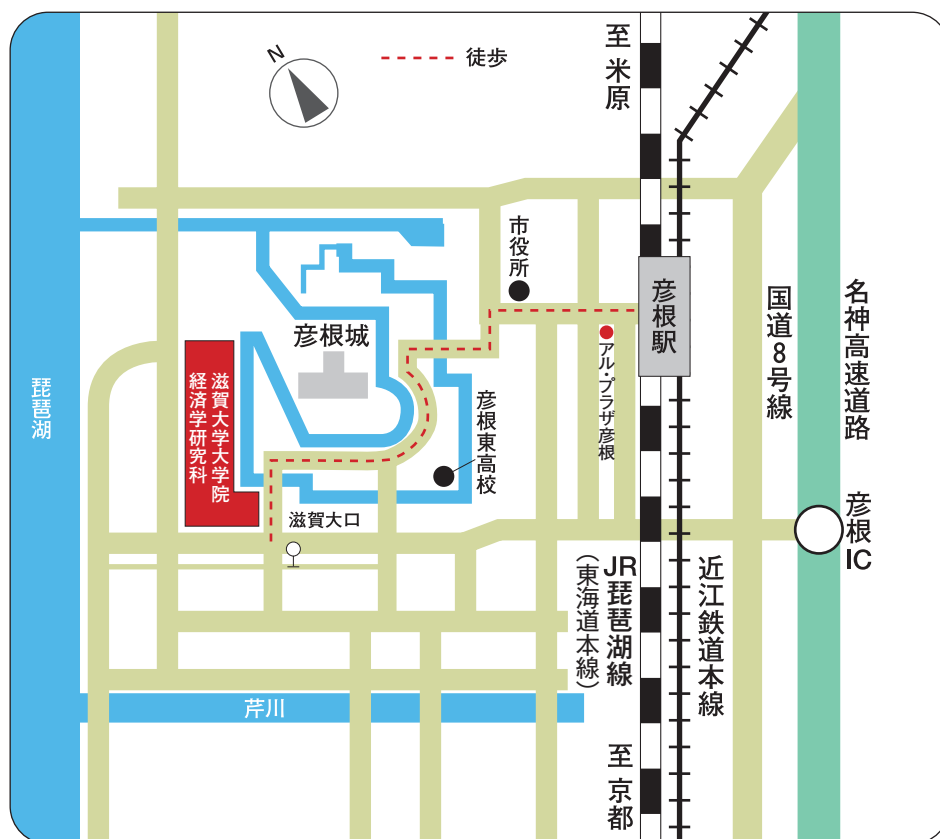 N
徒歩
至米原
市役所
彦根駅
国道8号線
名神高速道路
彦根城
アル・プラザ彦根
琵琶湖
滋賀大学大学院
経済学研究科
彦根東高校
滋賀大口
彦根
IC
JR琵琶湖線
(東海道本線)
近江鉄道本線
芹川
至京都